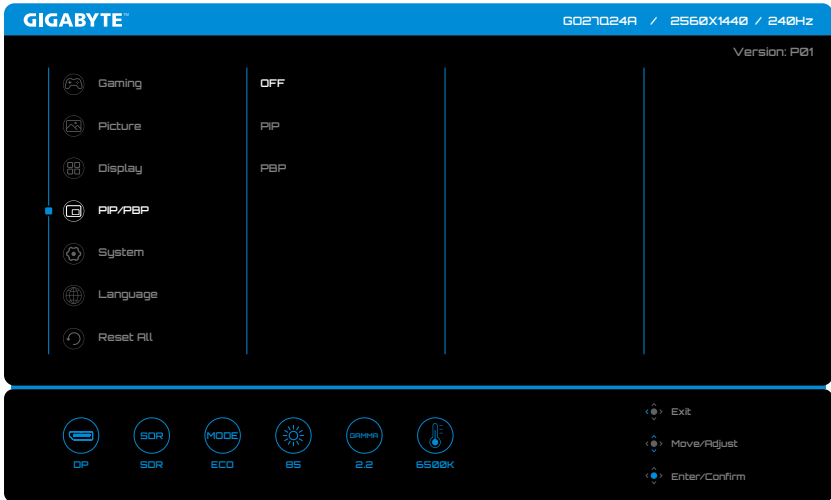 GIGABYTE™
GO27Q24A / 2560X1440 / 240Hz
Version: P01
Gaming
OFF
Picture
PIP
Display
PBP
PIP/PBP
System
Language
Reset All
SDR
MODE
GAMMA
DP
SDR
ECO
85
2.2
6500K
Exit
Move/Adjust
Enter/Confirm